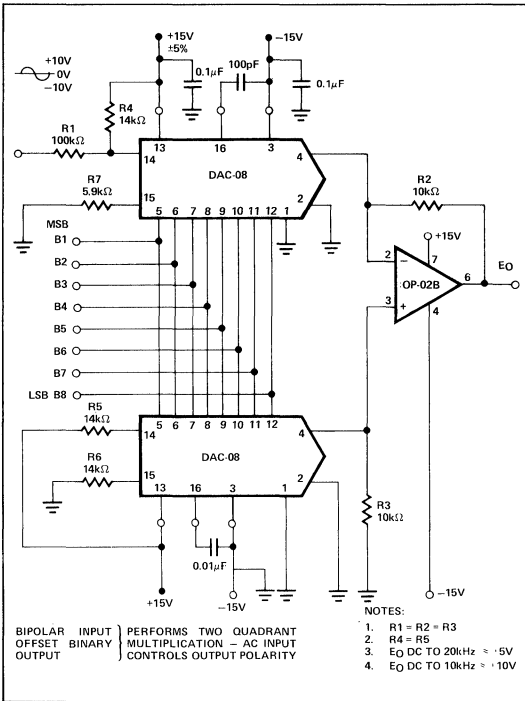 +15V
±5%
−15V
+10V
0V
−10V
0.1µF
100pF
0.1µF
R4
14kΩ
R1
100kΩ
13
16
3
14
4
DAC-08
R7
5.9kΩ
15
2
5 6 7 8 9 10 11 12 1
R2
10kΩ
MSB
B1
B2
B3
B4
B5
B6
B7
LSB B8
+15V
2
−
7
6
EO
OP-02B
3
+
4
R5
14kΩ
14
5 6 7 8 9 10 11 12
4
DAC-08
R6
14kΩ
15
2
13
16
3
1
R3
10kΩ
0.01µF
+15V
−15V
−15V
BIPOLAR INPUT } PERFORMS TWO QUADRANT
OFFSET BINARY } MULTIPLICATION – AC INPUT
OUTPUT } CONTROLS OUTPUT POLARITY
NOTES:
1. R1 = R2 = R3
2. R4 = R5
3. EO DC TO 20kHz 5V
4. EO DC TO 10kHz 10V